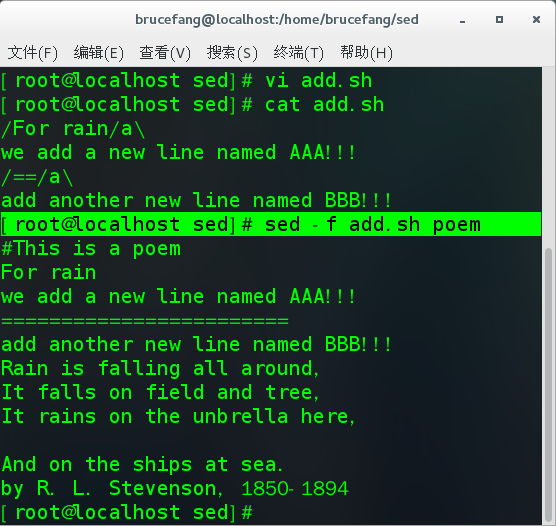 brucefang@localhost:/home/brucefang/sed
文件(F) 编辑(E) 查看(V) 搜索(S) 终端(T) 帮助(H)
[root@localhost sed]# vi add.sh
[root@localhost sed]# cat add.sh
/For rain/a\
we add a new line named AAA!!!
/==/a\
add another new line named BBB!!!
[root@localhost sed]# sed -f add.sh poem
#This is a poem
For rain
we add a new line named AAA!!!
========================
add another new line named BBB!!!
Rain is falling all around,
It falls on field and tree,
It rains on the unbrella here,
And on the ships at sea.
by R. L. Stevenson, 1850-1894
[root@localhost sed]#